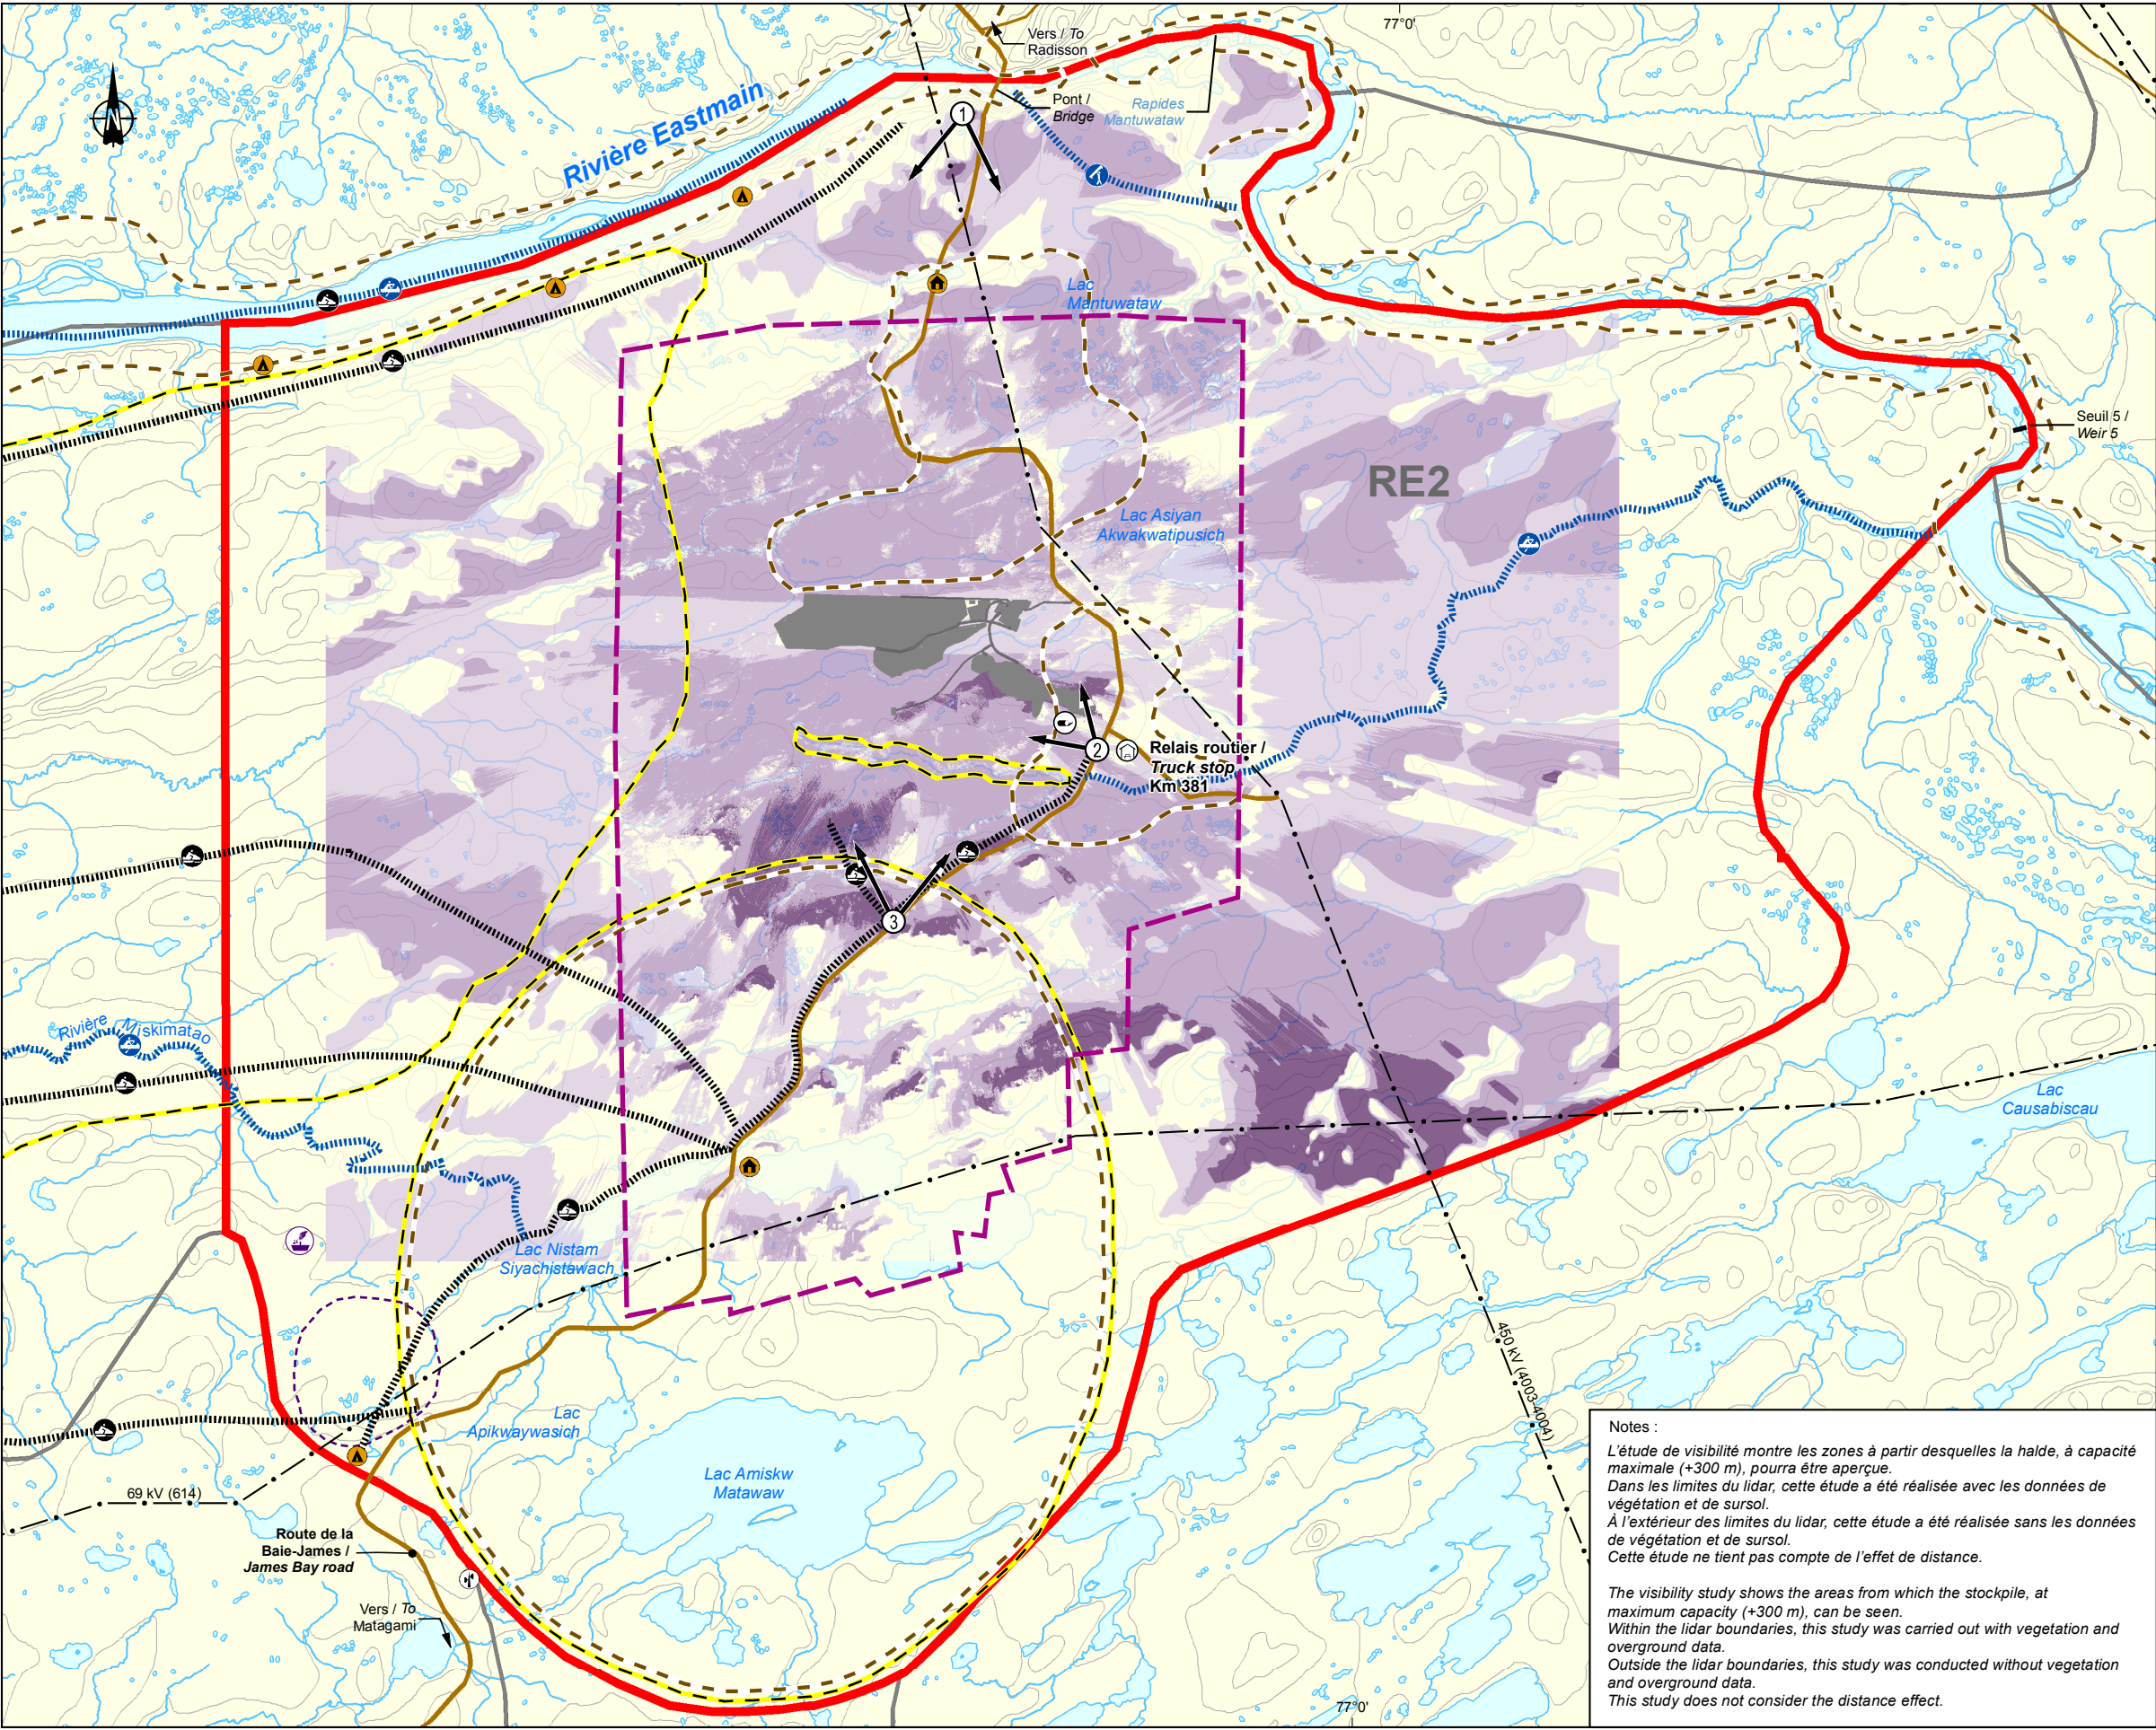 77°0'
Vers / To
Radisson
Pont /
Bridge
Rapides
Mantuwataw
Rivière Eastmain
1
Lac
Mantuwataw
Seuil 5 /
Weir 5
RE2
Lac Asiyan
Akwakwatipusich
2
Relais routier /
Truck stop
Km 381
3
Rivière Miskimatao
Lac
Causabiscau
Lac Nistam
Siyachistawach
450 kV (4003-4004)
Lac
Apikwaywasich
Lac Amiskw
Matawaw
69 kV (614)
Route de la
Baie-James /
James Bay road
Vers / To
Matagami
77°0'
Notes :
L'étude de visibilité montre les zones à partir desquelles la halde, à capacité
maximale (+300 m), pourra être aperçue.
Dans les limites du lidar, cette étude a été réalisée avec les données de
végétation et de sursol.
À l'extérieur des limites du lidar, cette étude a été réalisée sans les données
de végétation et de sursol.
Cette étude ne tient pas compte de l'effet de distance.
The visibility study shows the areas from which the stockpile, at
maximum capacity (+300 m), can be seen.
Within the lidar boundaries, this study was carried out with vegetation and
overground data.
Outside the lidar boundaries, this study was conducted without vegetation
and overground data.
This study does not consider the distance effect.